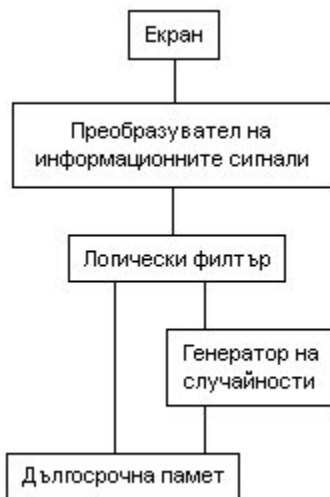 Екран
Преобразувател на
информационните сигнали
Логически филтър
Генератор на
случайности
Дългосрочна памет